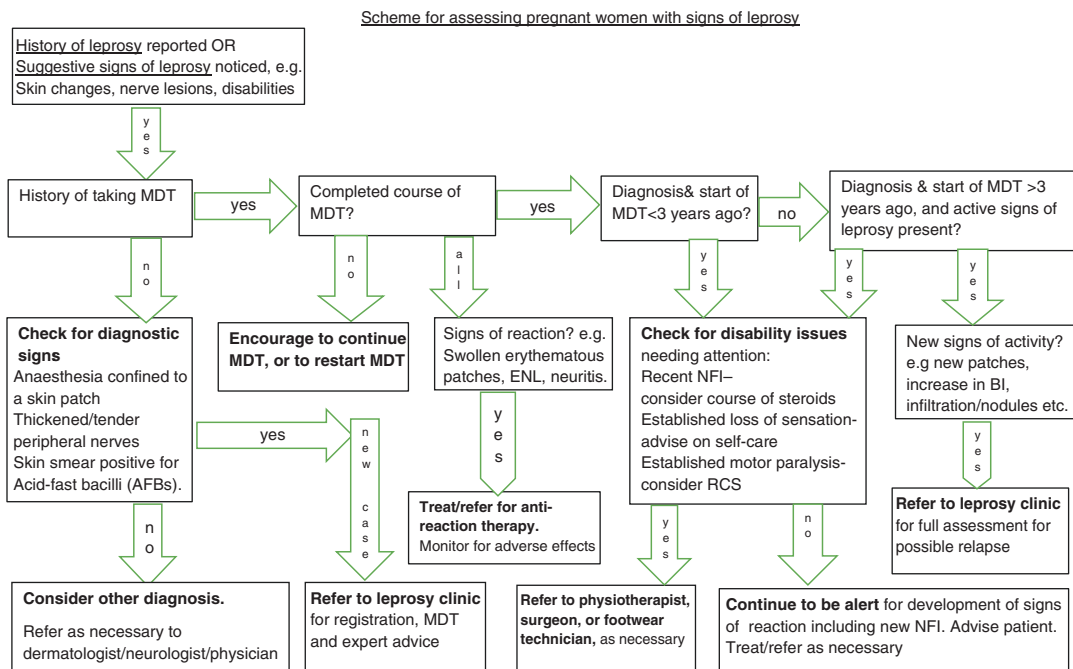 Scheme for assessing pregnant women with signs of leprosy
History of leprosy reported OR
Suggestive signs of leprosy noticed, e.g.
Skin changes, nerve lesions, disabilities
yes
History of taking MDT
yes
Completed course of
MDT?
yes
Diagnosis& start of
MDT<3 years ago?
no
Diagnosis & start of MDT >3
years ago, and active signs of
leprosy present?
no
no
all
yes
yes
yes
Check for diagnostic
signs
Anaesthesia confined to
a skin patch
Thickened/tender
peripheral nerves
Skin smear positive for
Acid-fast bacilli (AFBs).
yes
new case
Encourage to continue
MDT, or to restart MDT
Signs of reaction? e.g.
Swollen erythematous
patches, ENL, neuritis.
yes
Check for disability issues
needing attention:
Recent NFI–
consider course of steroids
Established loss of sensation-
advise on self-care
Established motor paralysis-
consider RCS
New signs of activity?
e.g new patches,
increase in BI,
infiltration/nodules etc.
yes
no
Treat/refer for anti-
reaction therapy.
Monitor for adverse effects
yes
no
Refer to leprosy clinic
for full assessment for
possible relapse
Consider other diagnosis.
Refer as necessary to
dermatologist/neurologist/physician
Refer to leprosy clinic
for registration, MDT
and expert advice
Refer to physiotherapist,
surgeon, or footwear
technician, as necessary
Continue to be alert for development of signs
of reaction including new NFI. Advise patient.
Treat/refer as necessary